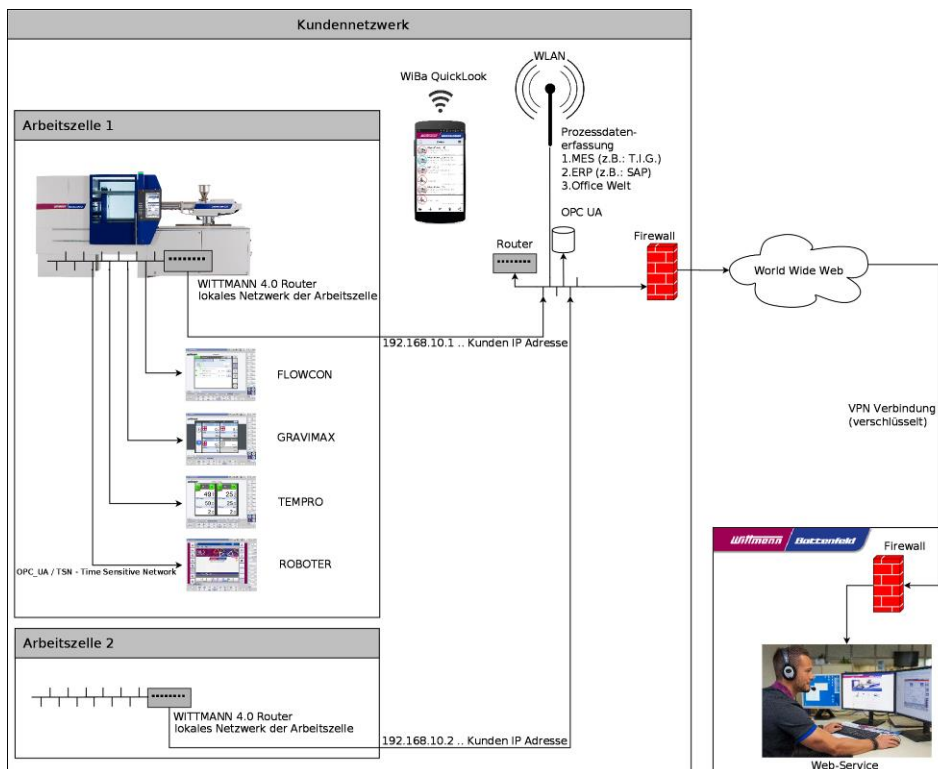 Kundennetzwerk
WLAN
WiBa QuickLook
Prozessdaten-
erfassung
1.MES (z.B.: T.I.G.)
2.ERP (z.B.: SAP)
3.Office Welt
OPC UA
Router
Firewall
World Wide Web
Arbeitszelle 1
WITTMANN 4.0 Router
lokales Netzwerk der Arbeitszelle
192.168.10.1 .. Kunden IP Adresse
FLOWCON
GRAVIMAX
TEMPRO
ROBOTER
OPC_UA / TSN - Time Sensitive Network
VPN Verbindung
(verschlüsselt)
Arbeitszelle 2
WITTMANN 4.0 Router
lokales Netzwerk der Arbeitszelle
192.168.10.2 .. Kunden IP Adresse
Wittmann Battenfeld
Firewall
Web-Service